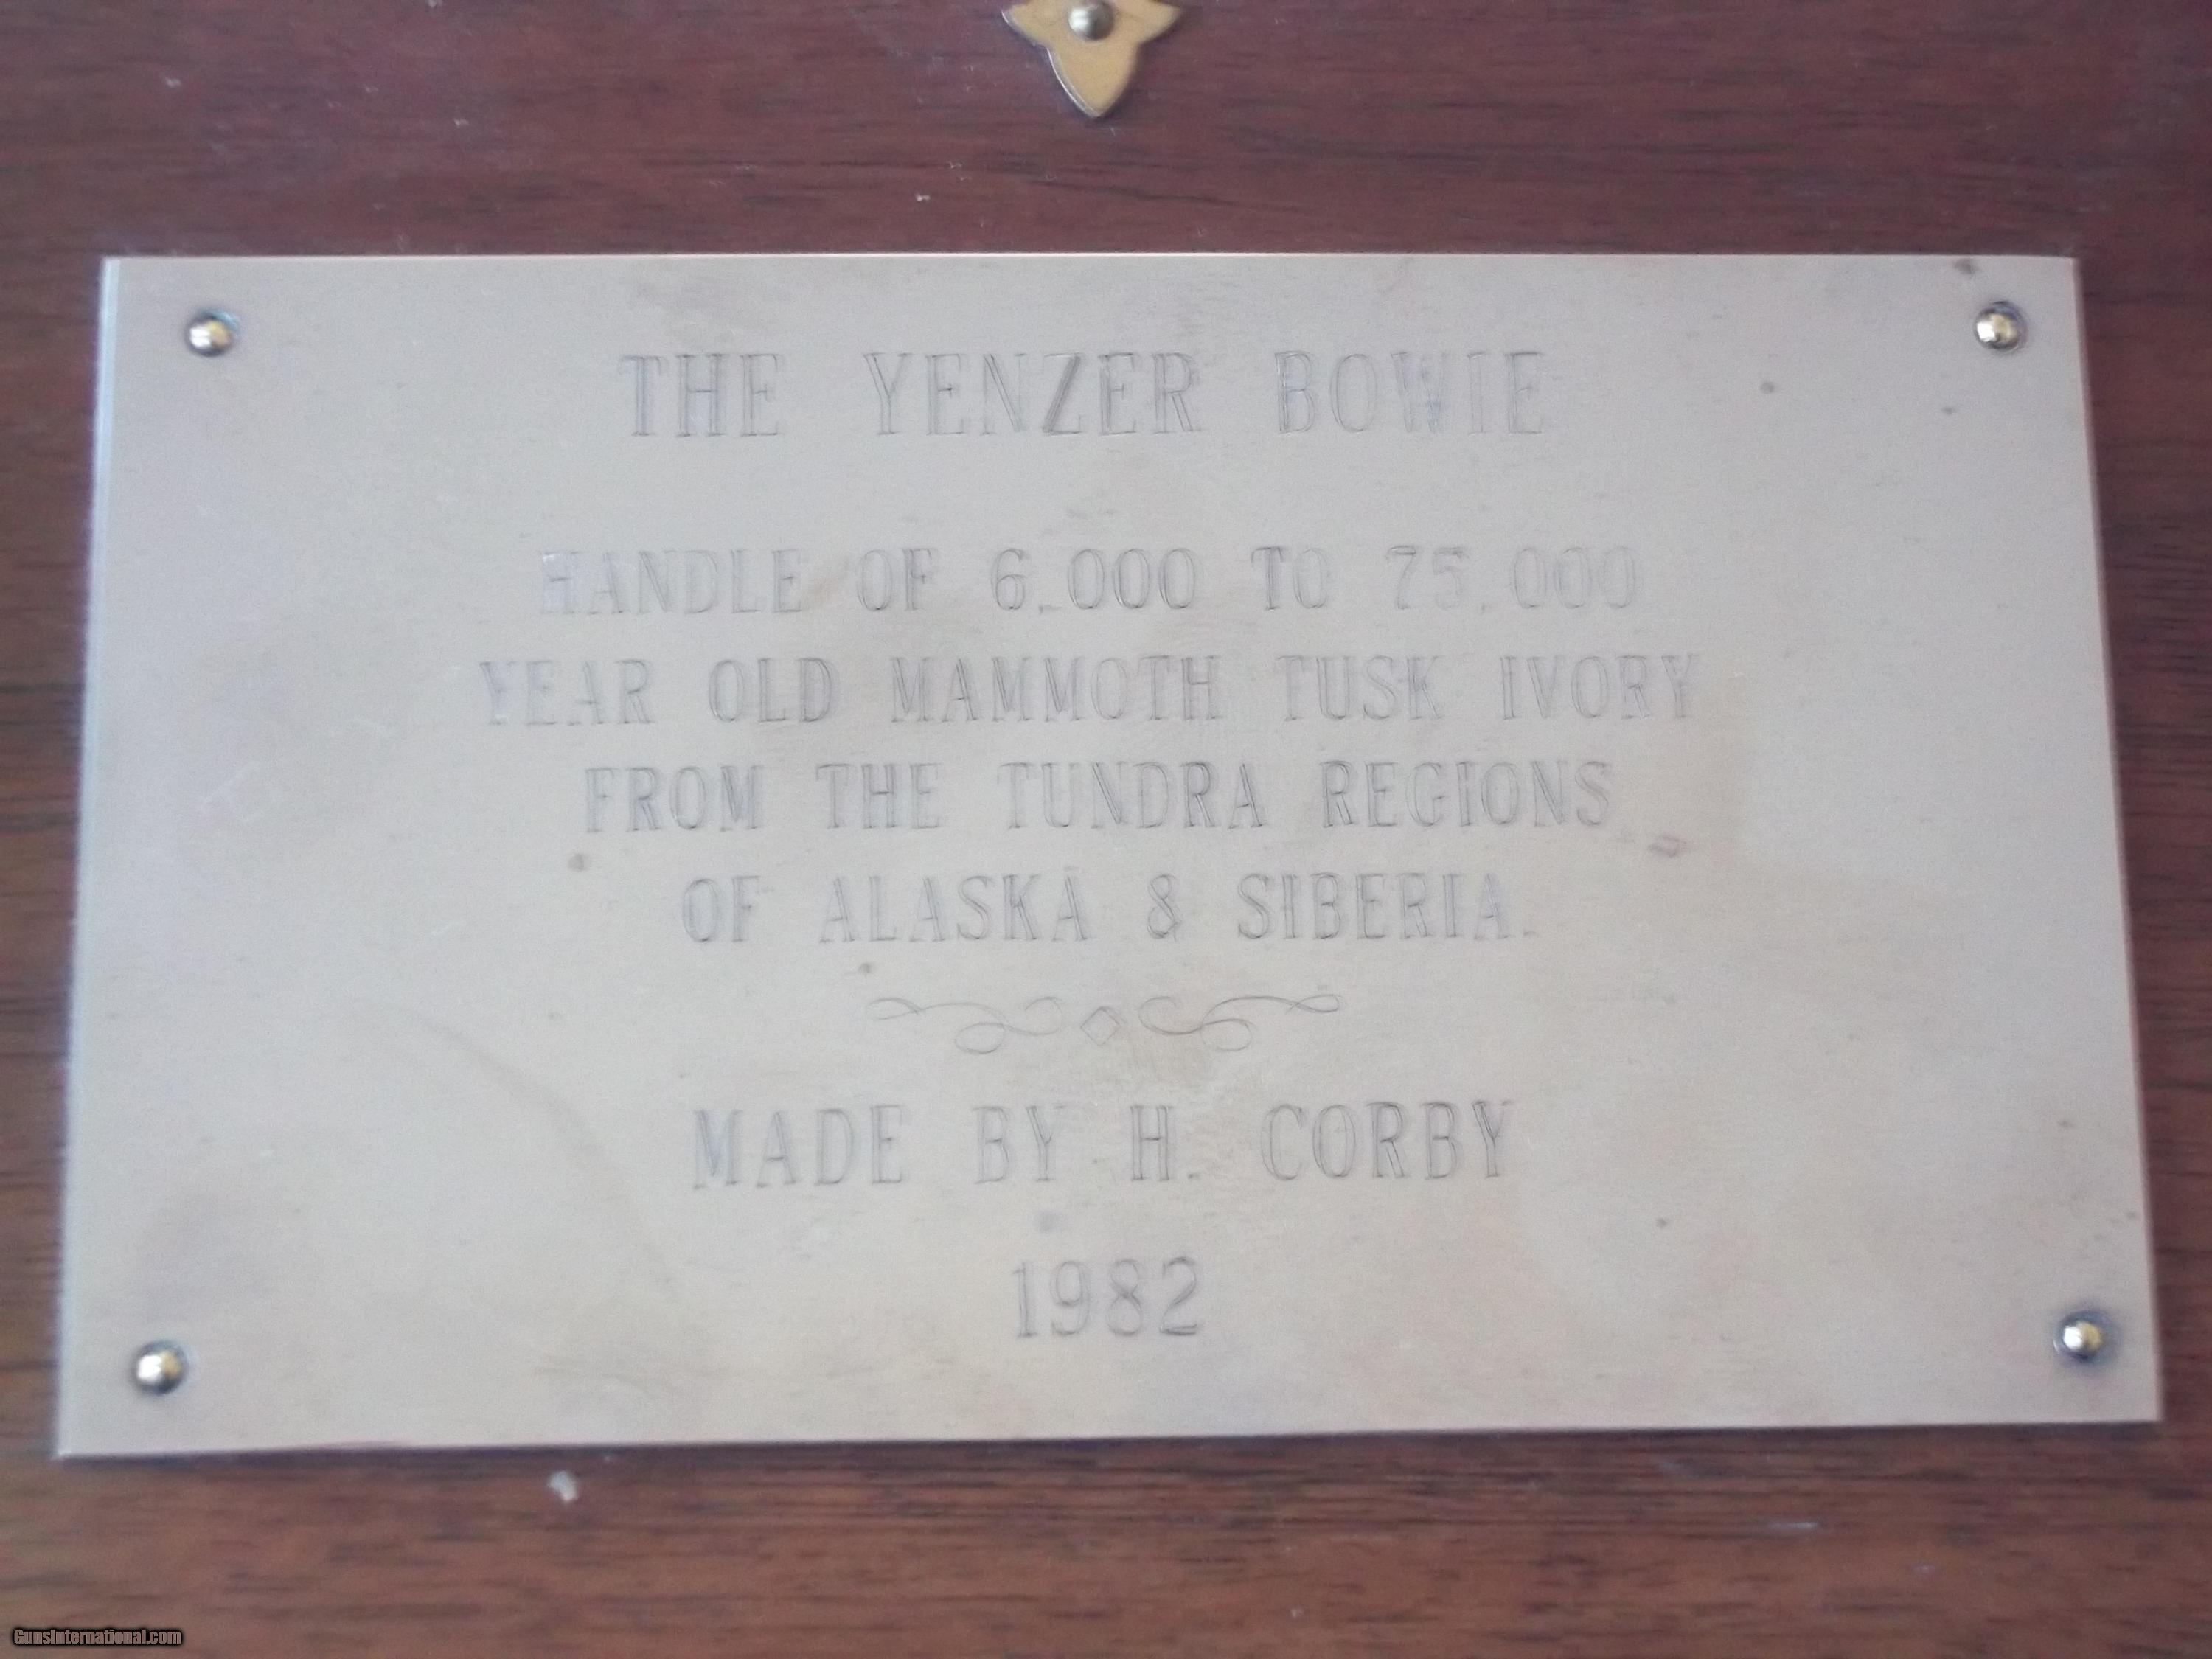 THE YENZER BOWIE
HANDLE OF 6,000 TO 75,000
YEAR OLD MAMMOTH TUSK IVORY
FROM THE TUNDRA REGIONS
OF ALASKA & SIBERIA.
MADE BY H. CORBY
1982
GunsInternational.com